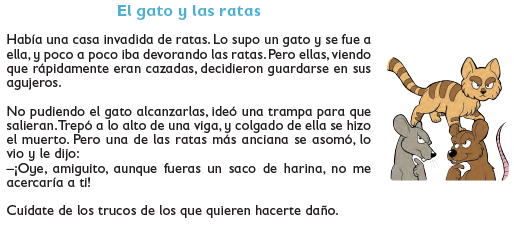 El gato y las ratas
Había una casa invadida de ratas. Lo supo un gato y se fue a
ella, y poco a poco iba devorando las ratas. Pero ellas, viendo
que rápidamente eran cazadas, decidieron guardarse en sus
agujeros.
No pudiendo el gato alcanzarlas, ideó una trampa para que
salieran. Trepó a lo alto de una viga, y colgado de ella se hizo
el muerto. Pero una de las ratas más anciana se asomó, lo
vio y le dijo:
–¡Oye, amiguito, aunque fueras un saco de harina, no me
acercaría a ti!
Cuídate de los trucos de los que quieren hacerte daño.